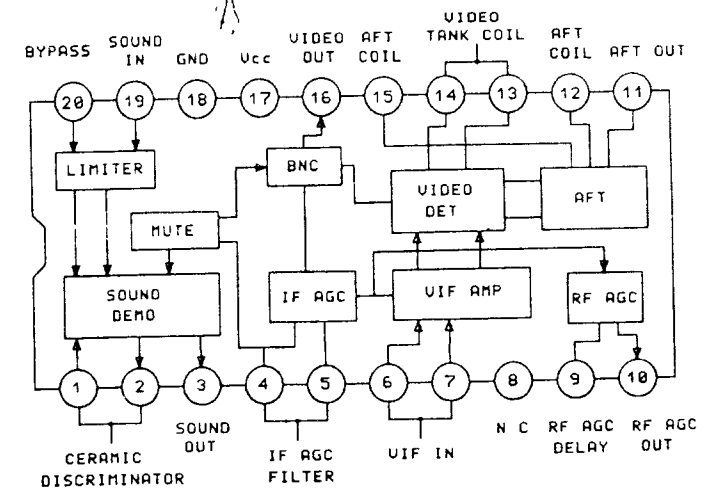 VIDEO
TANK COIL
BYPASS
SOUND
IN
GND
Vcc
VIDEO
OUT
AFT
COIL
AFT
COIL
AFT OUT
20
19
18
17
16
15
14
13
12
11
LIMITER
BNC
VIDEO
DET
AFT
MUTE
SOUND
DEMO
IF AGC
VIF AMP
RF AGC
1
2
3
4
5
6
7
8
9
10
CERAMIC
DISCRIMINATOR
SOUND
OUT
IF AGC
FILTER
VIF IN
N C
RF AGC
DELAY
RF AGC
OUT